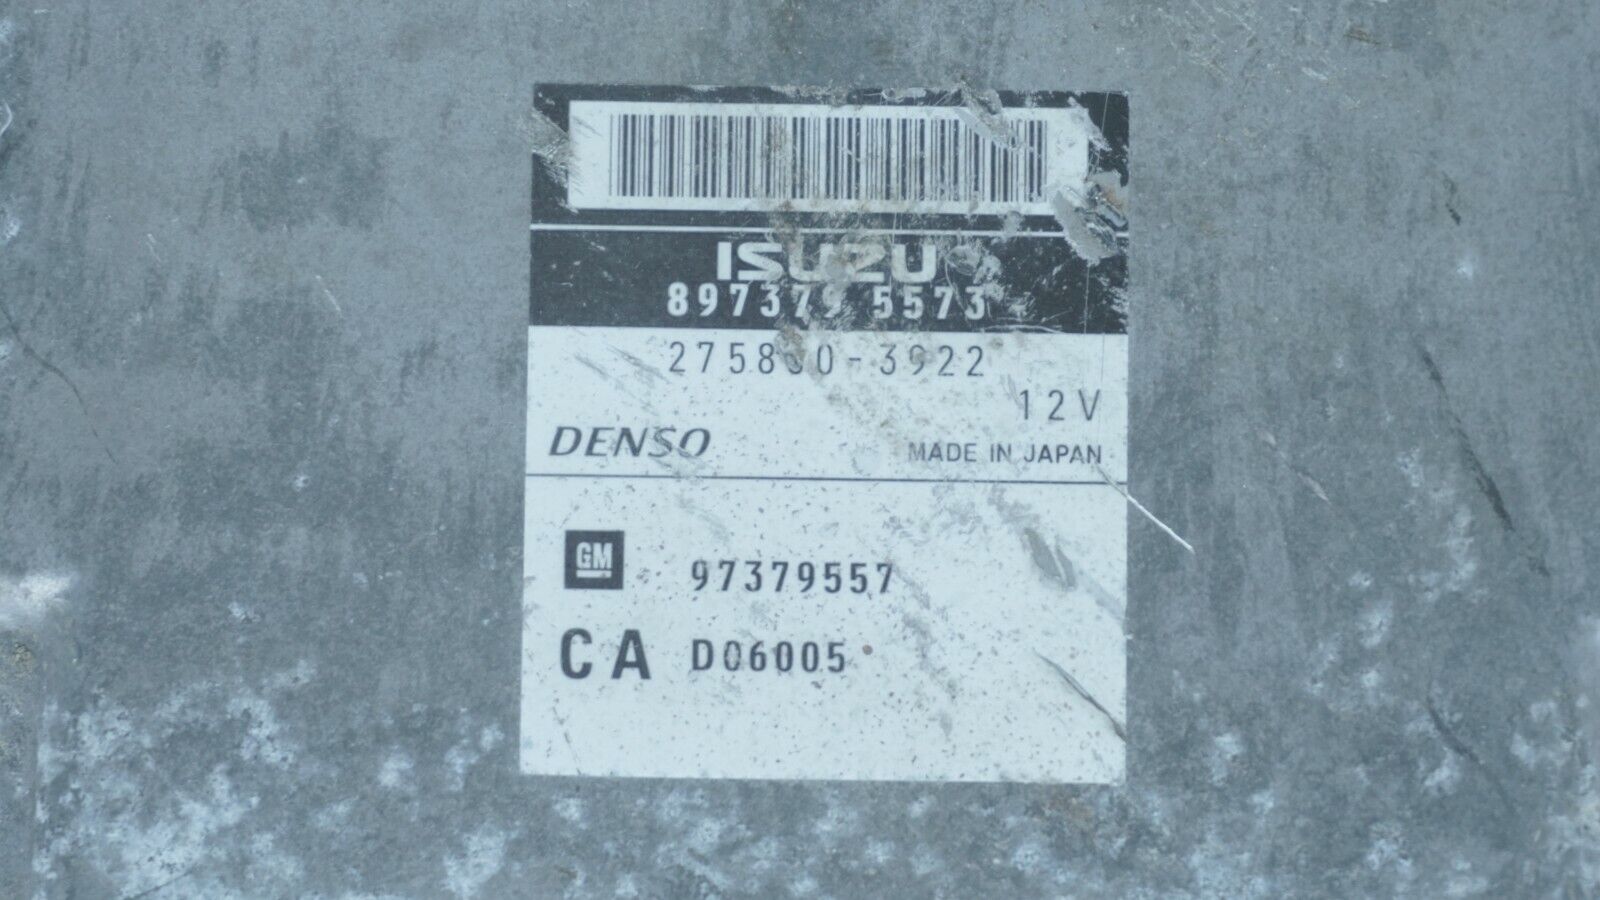 ISUZU
897379 5573
275800-3922
12V
DENSO
MADE IN JAPAN
GM
97379557
CA D06005